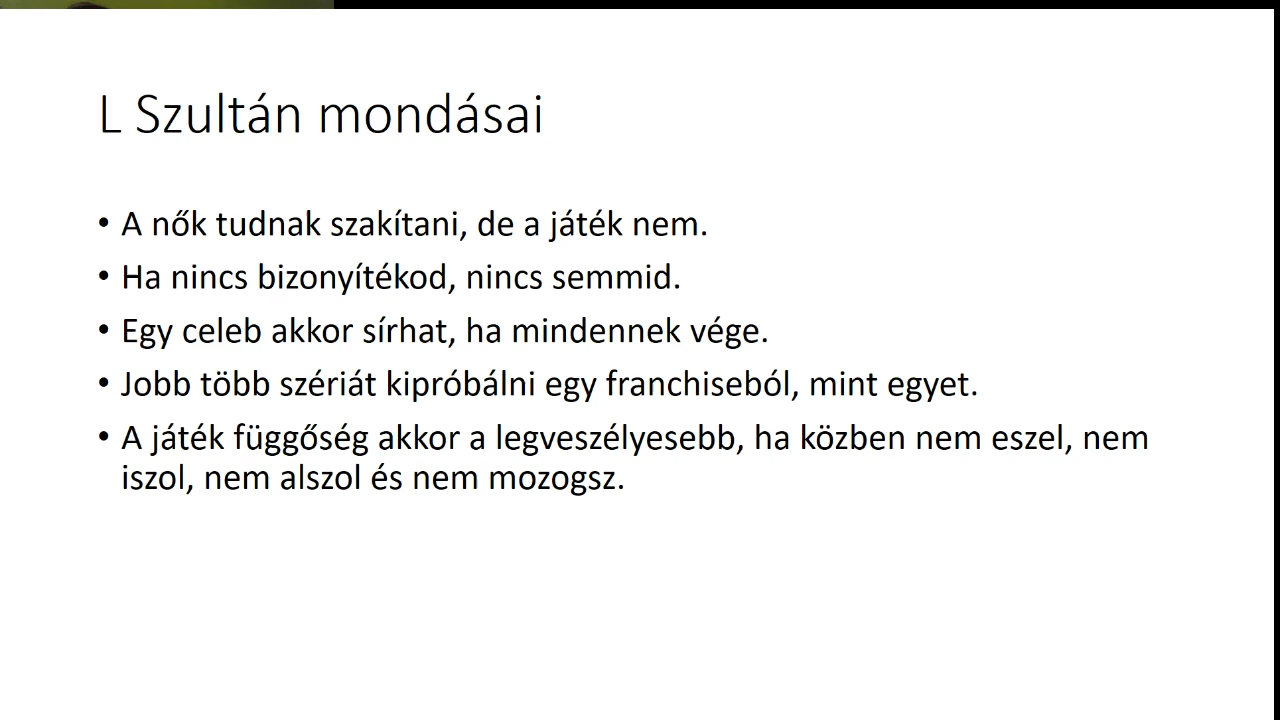 L Szultán mondásai
• A nők tudnak szakítani, de a játék nem.
• Ha nincs bizonyítékod, nincs semmid.
• Egy celeb akkor sírhat, ha mindennek vége.
• Jobb több szériát kipróbálni egy franchiseból, mint egyet.
• A játék függőség akkor a legveszélyesebb, ha közben nem eszel, nem
iszol, nem alszol és nem mozogsz.